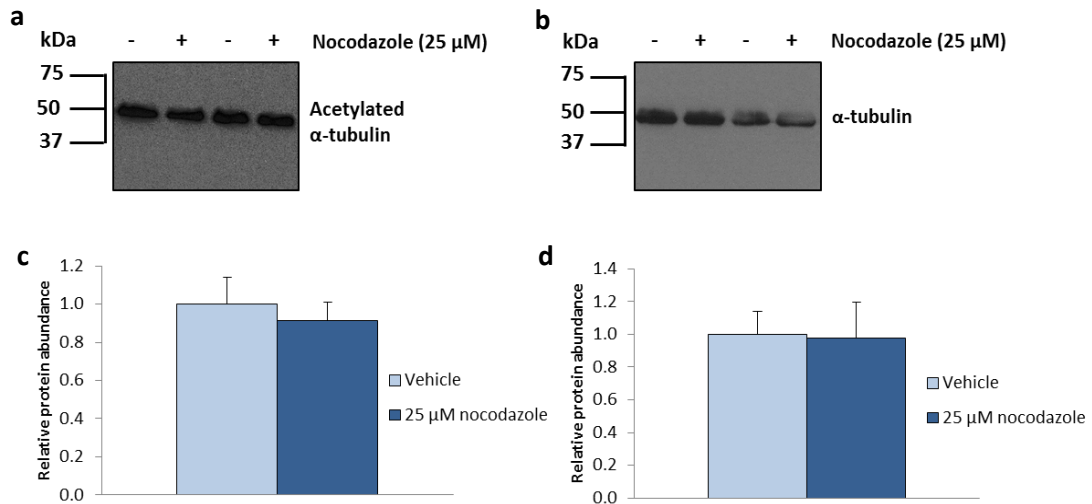 a
kDa - + - + Nocodazole (25 µM)
75
50
37
Acetylated
α-tubulin
b
kDa - + - + Nocodazole (25 µM)
75
50
37
α-tubulin
c
Relative protein abundance
1.2
1.0
0.8
0.6
0.4
0.2
0.0
Vehicle
25 µM nocodazole
d
Relative protein abundance
1.4
1.2
1.0
0.8
0.6
0.4
0.2
0.0
Vehicle
25 µM nocodazole